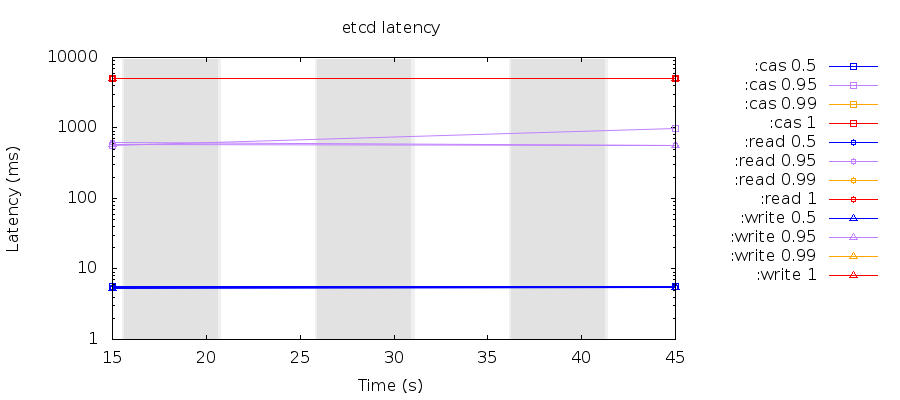 etcd latency
Latency (ms)
10000
1000
100
10
1
15 20 25 30 35 40 45
Time (s)
:cas 0.5
:cas 0.95
:cas 0.99
:cas 1
:read 0.5
:read 0.95
:read 0.99
:read 1
:write 0.5
:write 0.95
:write 0.99
:write 1